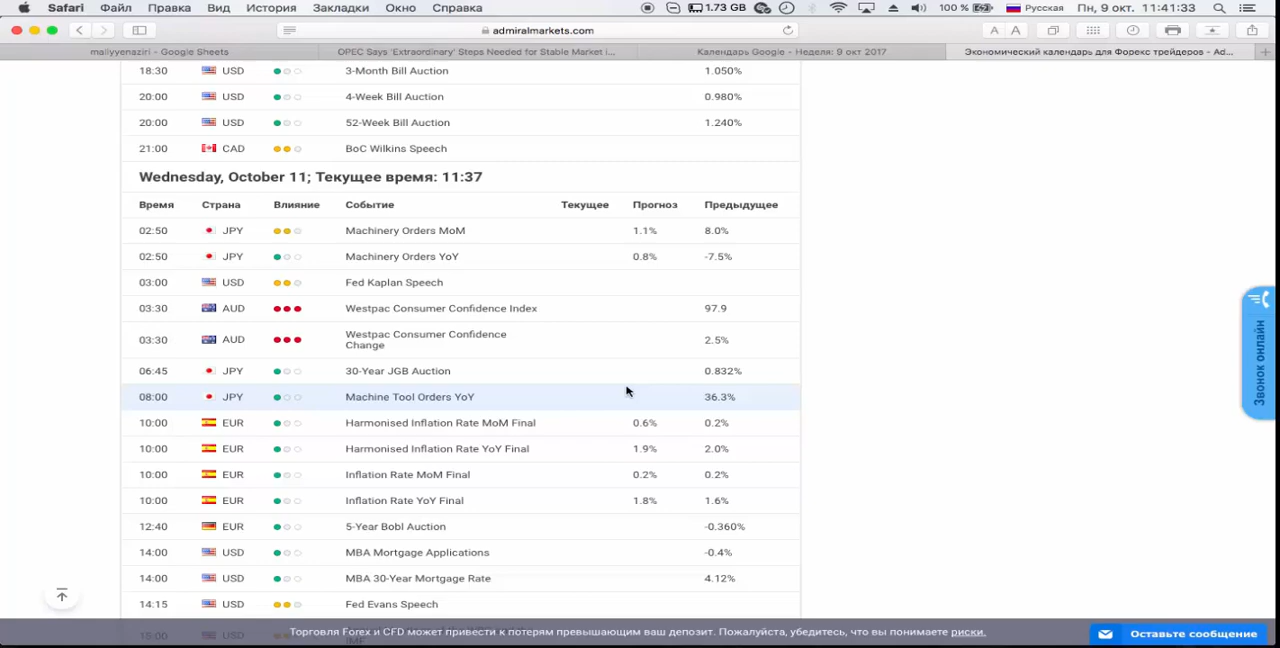 Safari Файл Правка Вид История Закладки Окно Справка 1.73 GB 100 % Русская Пн, 9 окт. 11:41:33
admiralmarkets.com A A
maliyyenaziri - Google Sheets OPEC Says 'Extraordinary' Steps Needed for Stable Market i... Календарь Google - Неделя: 9 окт 2017 Экономический календарь для Форекс трейдеров - Ad...
18:30 USD 3-Month Bill Auction 1.050%
20:00 USD 4-Week Bill Auction 0.980%
20:00 USD 52-Week Bill Auction 1.240%
21:00 CAD BoC Wilkins Speech
Wednesday, October 11; Текущее время: 11:37
Время Страна Влияние Событие Текущее Прогноз Предыдущее
02:50 JPY Machinery Orders MoM 1.1% 8.0%
02:50 JPY Machinery Orders YoY 0.8% -7.5%
03:00 USD Fed Kaplan Speech
03:30 AUD Westpac Consumer Confidence Index 97.9
03:30 AUD Westpac Consumer Confidence
Change 2.5%
06:45 JPY 30-Year JGB Auction 0.832%
08:00 JPY Machine Tool Orders YoY 36.3%
10:00 EUR Harmonised Inflation Rate MoM Final 0.6% 0.2%
10:00 EUR Harmonised Inflation Rate YoY Final 1.9% 2.0%
10:00 EUR Inflation Rate MoM Final 0.2% 0.2%
10:00 EUR Inflation Rate YoY Final 1.8% 1.6%
12:40 EUR 5-Year Bobl Auction -0.360%
14:00 USD MBA Mortgage Applications -0.4%
14:00 USD MBA 30-Year Mortgage Rate 4.12%
14:15 USD Fed Evans Speech
15:00 USD
IMF
Звонок онлайн
Торговля Forex и CFD может привести к потерям превышающим ваш депозит. Пожалуйста, убедитесь, что вы понимаете риски.
Оставьте сообщение